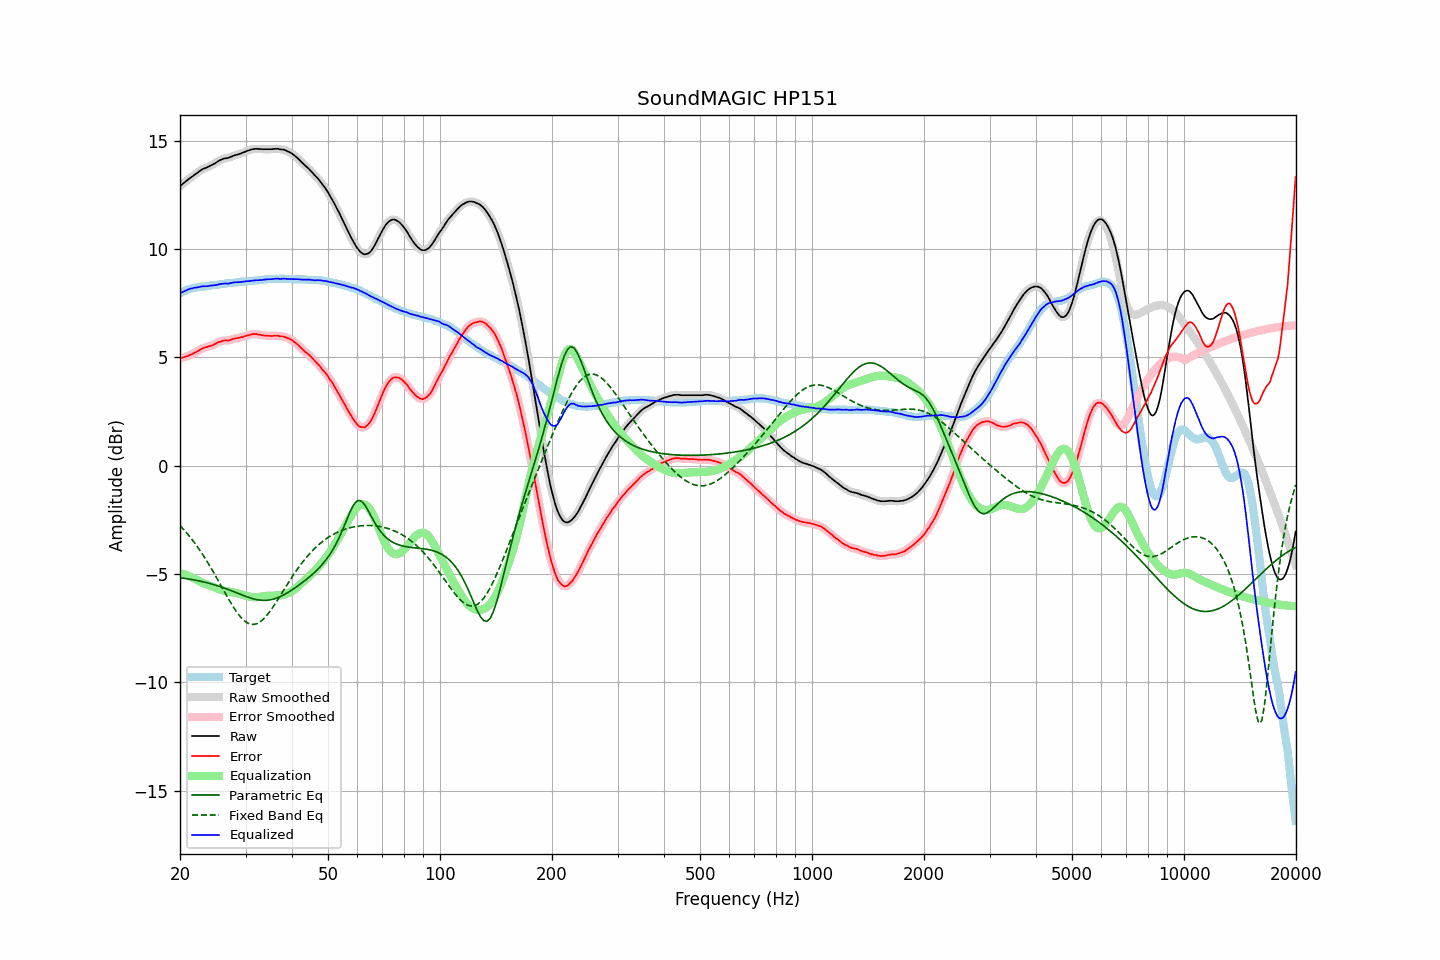 SoundMAGIC HP151
Amplitude (dBr)
15
10
5
0
−5
−10
−15
Target
Raw Smoothed
Error Smoothed
Raw
Error
Equalization
Parametric Eq
Fixed Band Eq
Equalized
20 50 100 200 500 1000 2000 5000 10000 20000
Frequency (Hz)